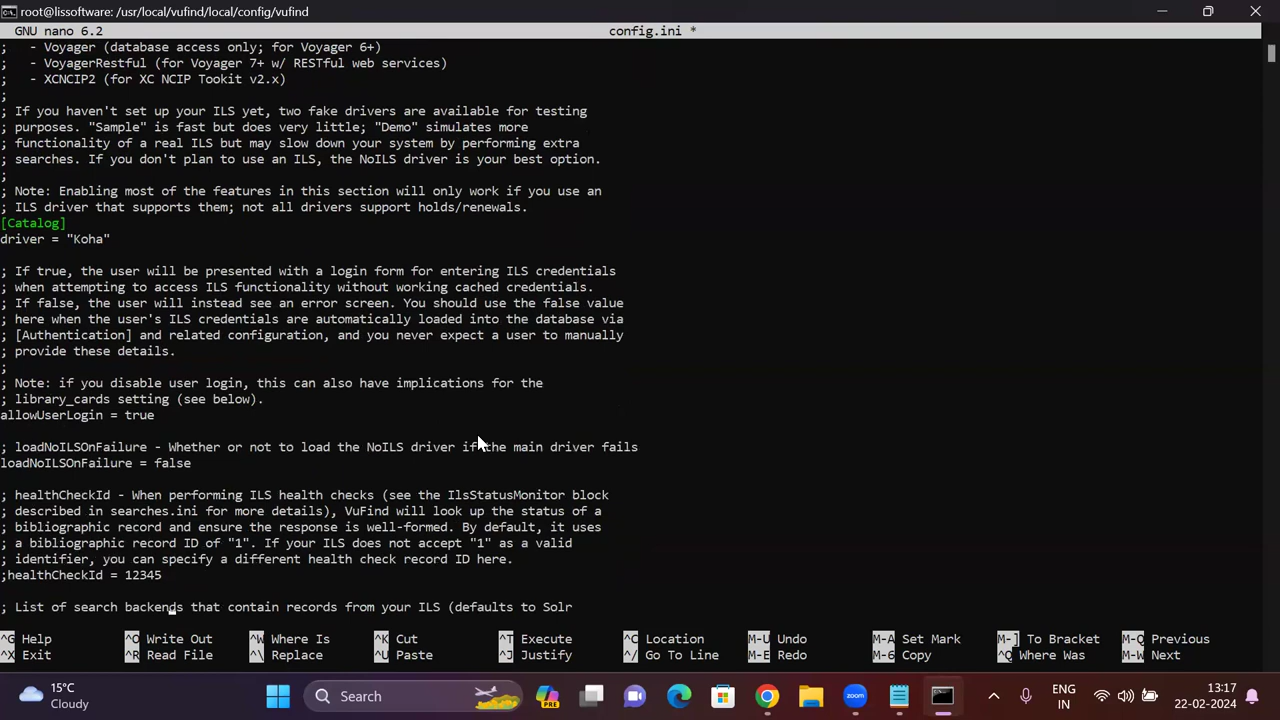 root@lissoftware: /usr/local/vufind/local/config/vufind
GNU nano 6.2 config.ini *
;   - Voyager (database access only; for Voyager 6+)
;   - VoyagerRestful (for Voyager 7+ w/ RESTful web services)
;   - XCNCIP2 (for XC NCIP Tookit v2.x)
;
; If you haven't set up your ILS yet, two fake drivers are available for testing
; purposes. "Sample" is fast but does very little; "Demo" simulates more
; functionality of a real ILS but may slow down your system by performing extra
; searches. If you don't plan to use an ILS, the NoILS driver is your best option.
;
; Note: Enabling most of the features in this section will only work if you use an
; ILS driver that supports them; not all drivers support holds/renewals.
[Catalog]
driver = "Koha"
; If true, the user will be presented with a login form for entering ILS credentials
; when attempting to access ILS functionality without working cached credentials.
; If false, the user will instead see an error screen. You should use the false value
; here when the user's ILS credentials are automatically loaded into the database via
; [Authentication] and related configuration, and you never expect a user to manually
; provide these details.
;
; Note: if you disable user login, this can also have implications for the
; library_cards setting (see below).
allowUserLogin = true
; loadNoILSOnFailure - Whether or not to load the NoILS driver if the main driver fails
loadNoILSOnFailure = false
; healthCheckId - When performing ILS health checks (see the IlsStatusMonitor block
; described in searches.ini for more details), VuFind will look up the status of a
; bibliographic record and ensure the response is well-formed. By default, it uses
; a bibliographic record ID of "1". If your ILS does not accept "1" as a valid
; identifier, you can specify a different health check record ID here.
;healthCheckId = 12345
; List of search backends that contain records from your ILS (defaults to Solr
^G Help ^O Write Out ^W Where Is ^K Cut ^T Execute ^C Location M-U Undo M-A Set Mark M-] To Bracket M-Q Previous
^X Exit ^R Read File ^\ Replace ^U Paste ^J Justify ^/ Go To Line M-E Redo M-6 Copy ^Q Where Was M-W Next
15°C
Cloudy
Search
PRE
zoom
ENG
IN
13:17
22-02-2024